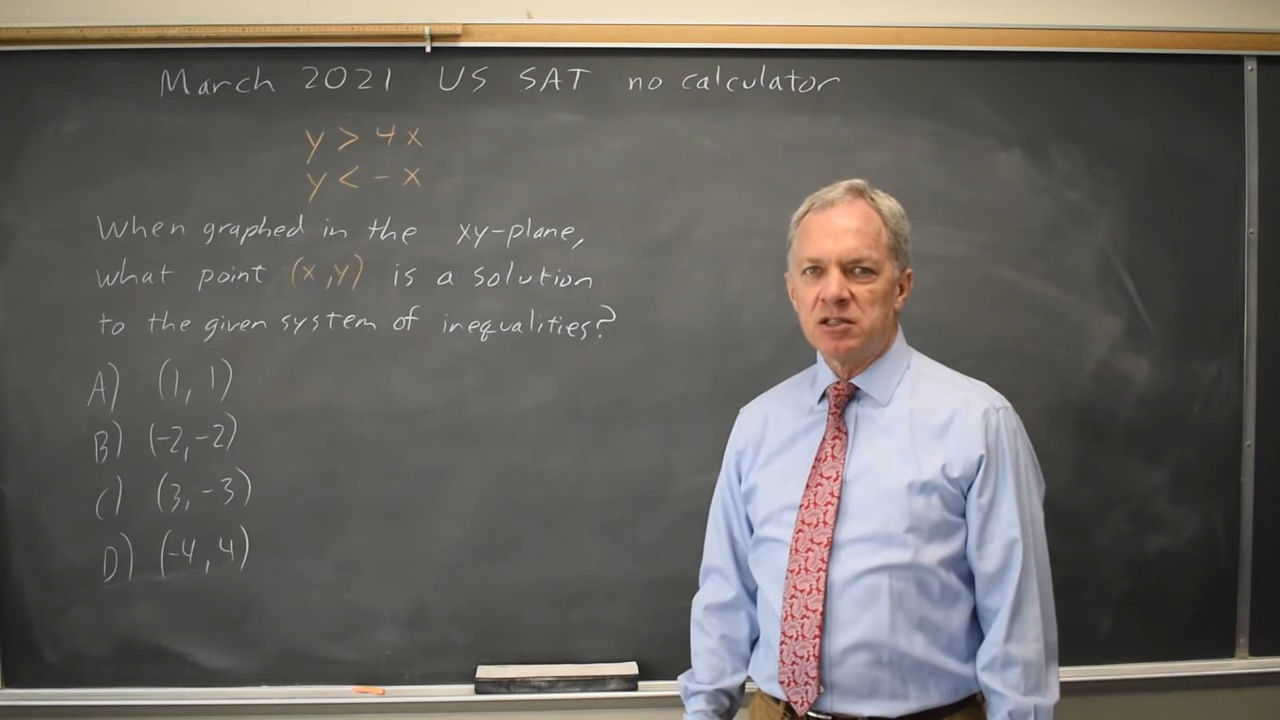 March 2021 US SAT no calculator
y > 4x
y < -x
When graphed in the xy-plane,
what point (x,y) is a solution
to the given system of inequalities?
A) (1, 1)
B) (-2,-2)
C) (3, -3)
D) (-4, 4)